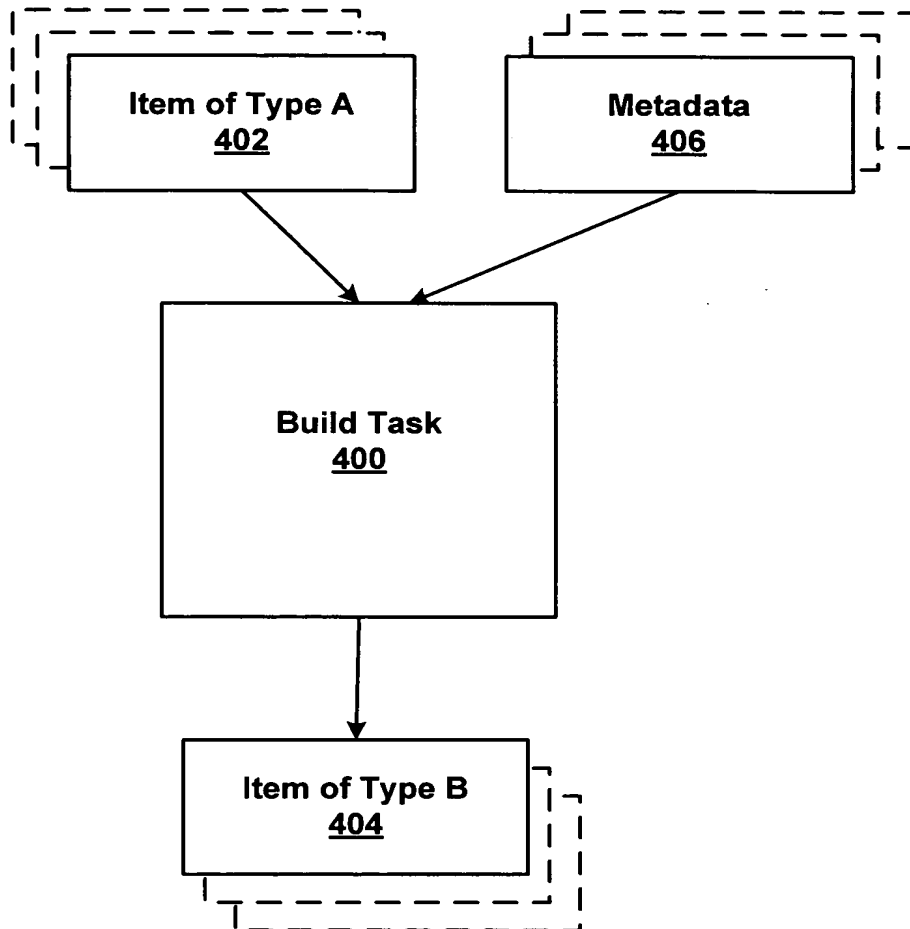 Item of Type A
402
Metadata
406
Build Task
400
Item of Type B
404